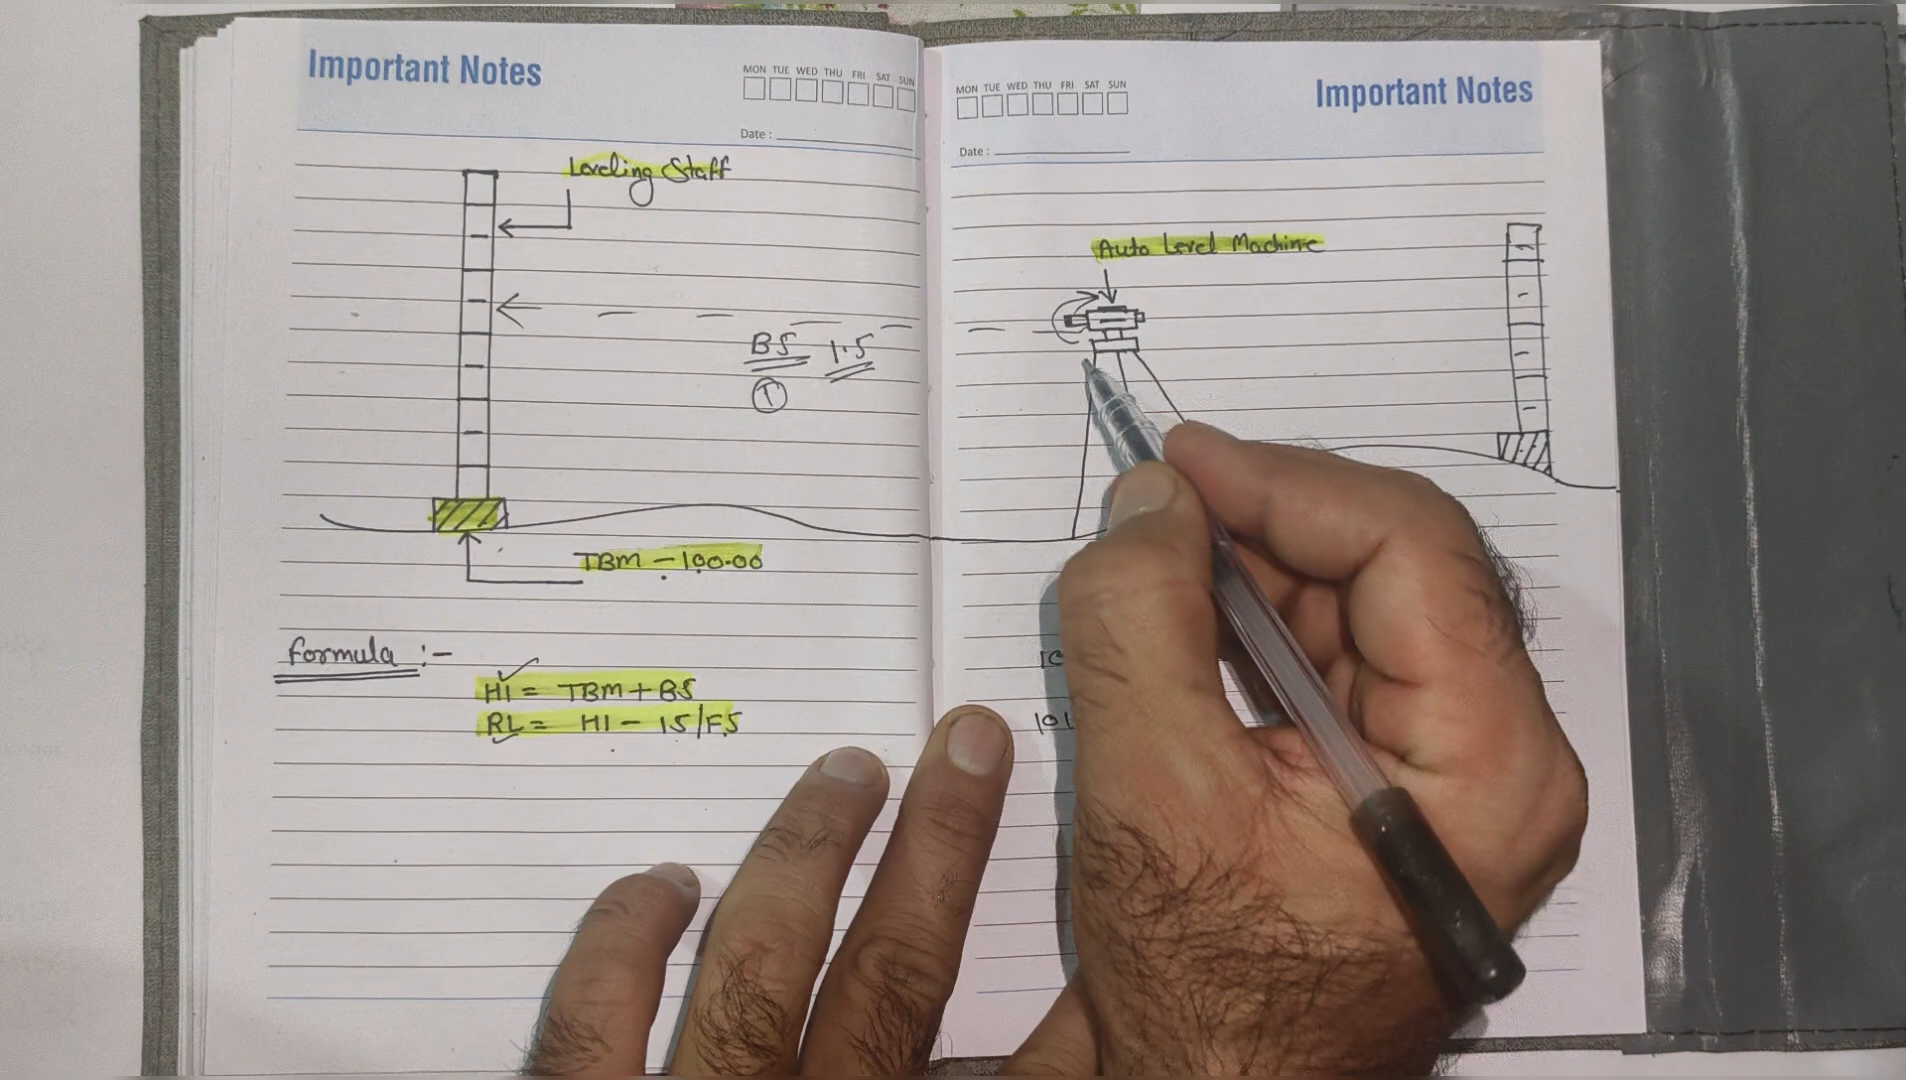 Important Notes
MON TUE WED THU FRI SAT SUN
Date :
Leveling Staff
BS 1.5
1
TBM - 100.00
Formula :-
HI = TBM + BS
RL = HI - IS/FS
MON TUE WED THU FRI SAT SUN
Important Notes
Date :
Auto Level Machine
101